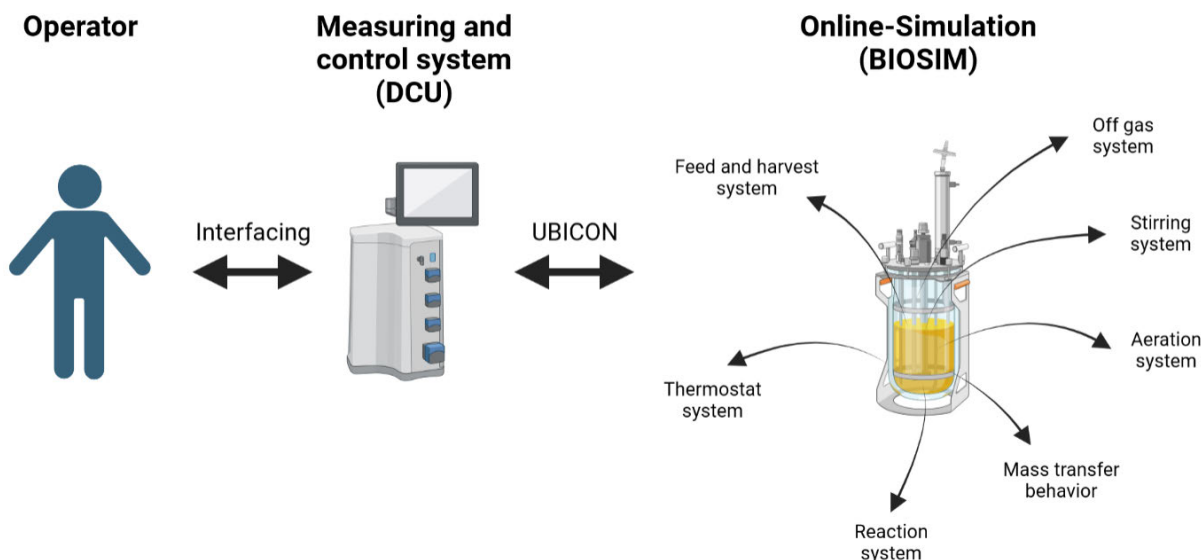 Operator
Measuring and
control system
(DCU)
Online-Simulation
(BIOSIM)
Interfacing
UBICON
Feed and harvest
system
Off gas
system
Stirring
system
Aeration
system
Thermostat
system
Mass transfer
behavior
Reaction
system